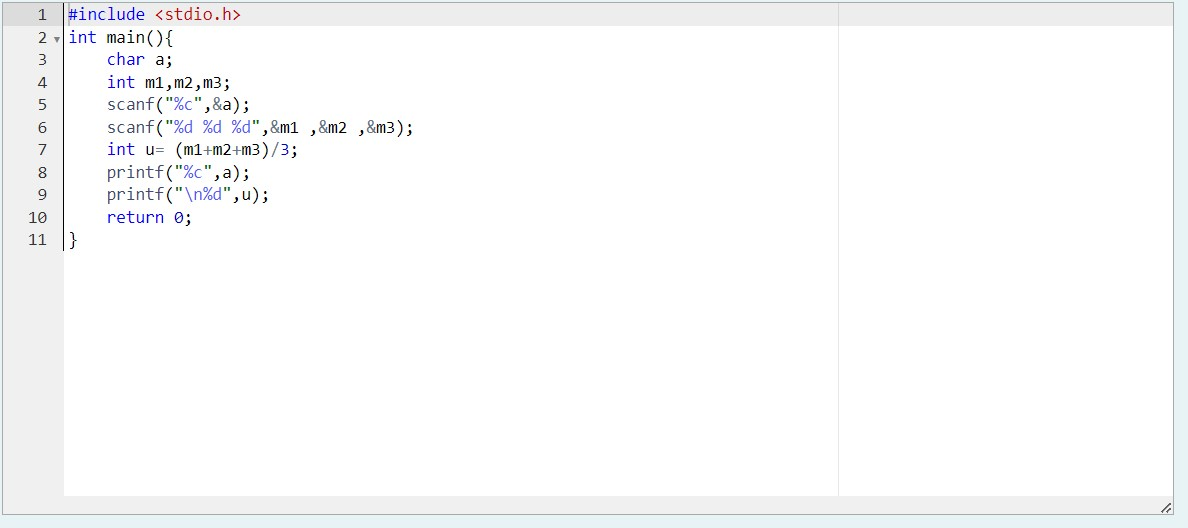 1 #include <stdio.h>
2 int main(){
3 char a;
4 int m1,m2,m3;
5 scanf("%c",&a);
6 scanf("%d %d %d",&m1 ,&m2 ,&m3);
7 int u= (m1+m2+m3)/3;
8 printf("%c",a);
9 printf("\n%d",u);
10 return 0;
11 }